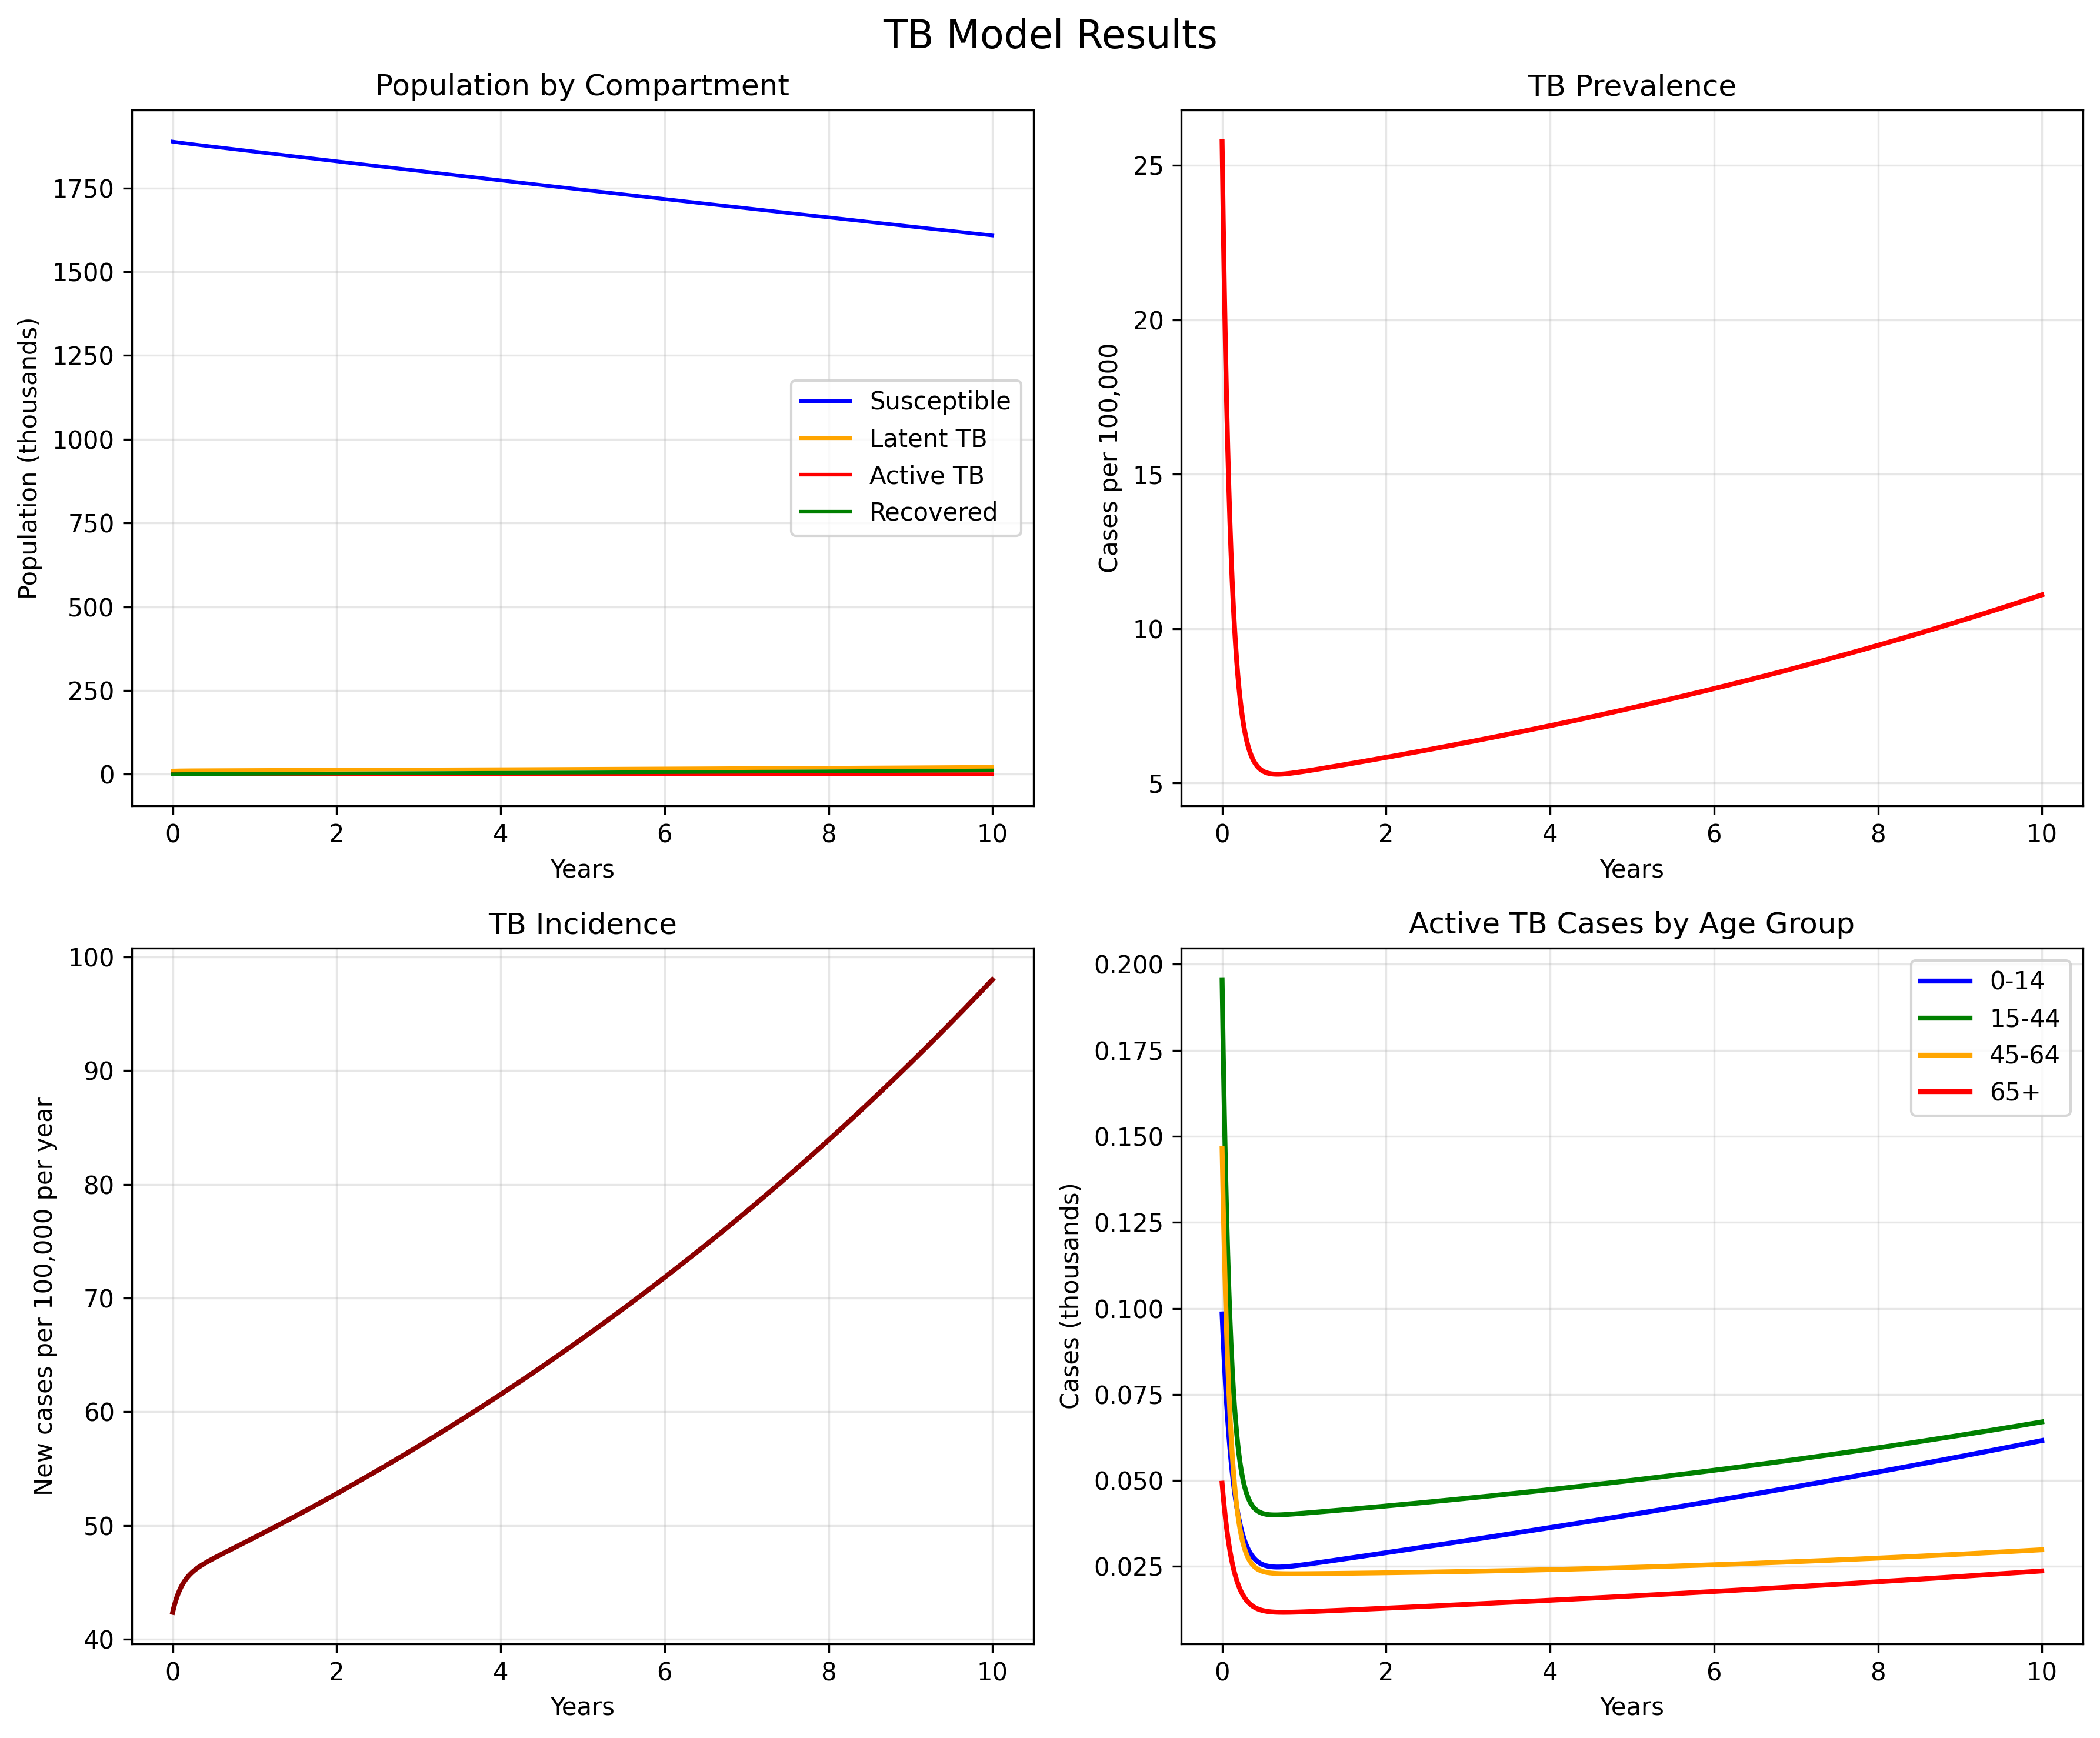 TB Model Results
Population by Compartment
Population (thousands)
1750
1500
1250
1000
750
500
250
0
Susceptible
Latent TB
Active TB
Recovered
0 2 4 6 8 10
Years
TB Prevalence
Cases per 100,000
25
20
15
10
5
0 2 4 6 8 10
Years
TB Incidence
New cases per 100,000 per year
100
90
80
70
60
50
40
0 2 4 6 8 10
Years
Active TB Cases by Age Group
Cases (thousands)
0.200
0.175
0.150
0.125
0.100
0.075
0.050
0.025
0-14
15-44
45-64
65+
0 2 4 6 8 10
Years